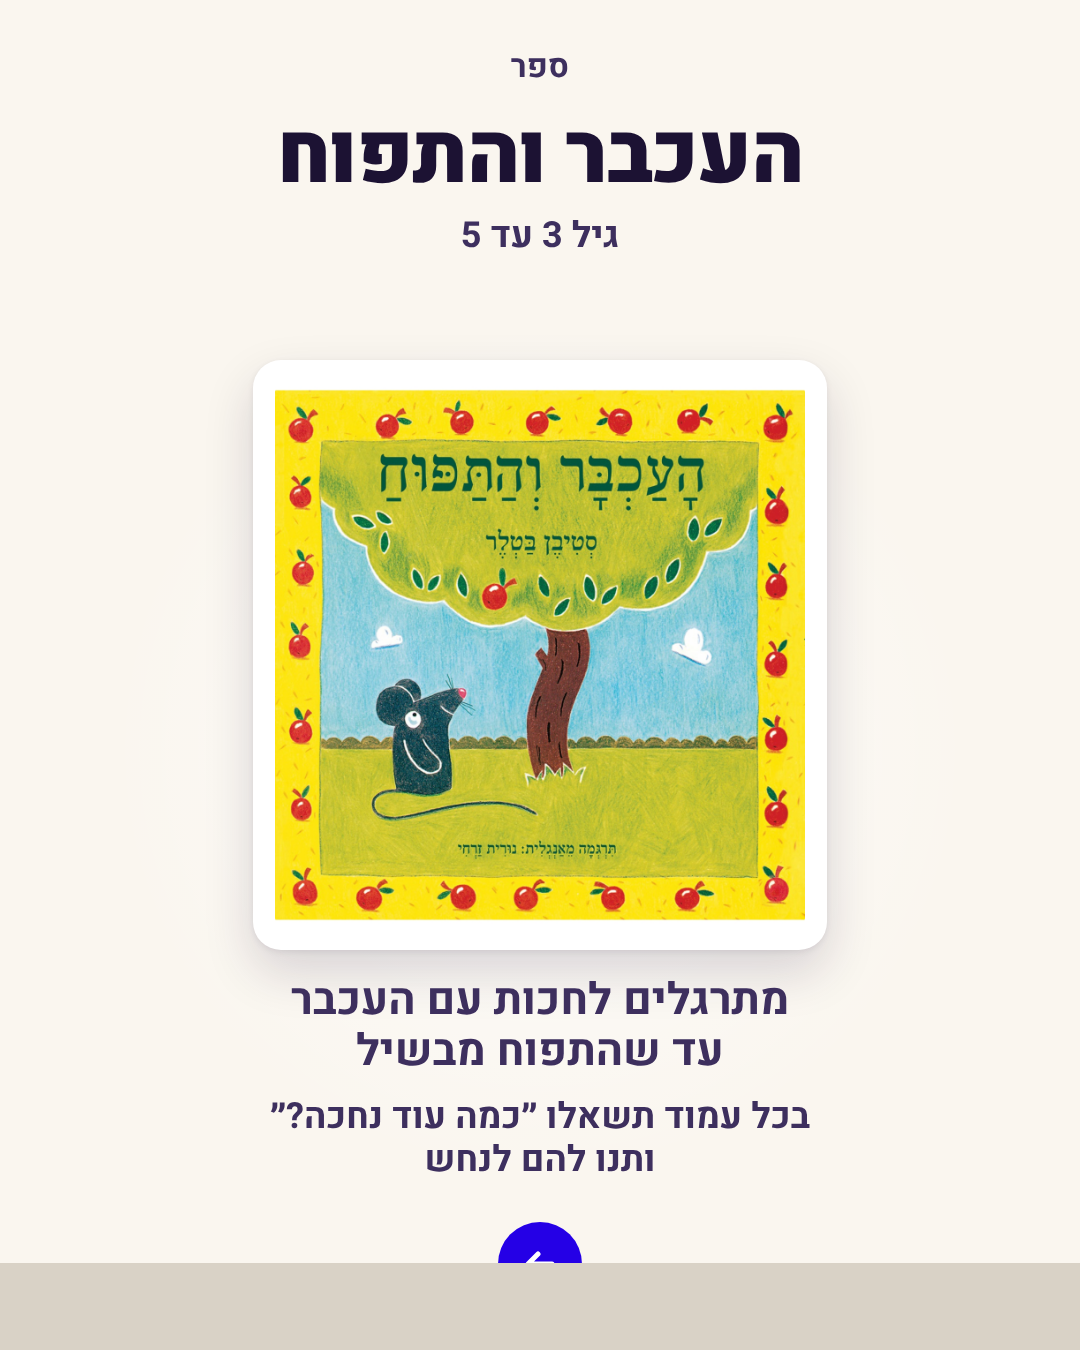 ספר
העכבר והתפוח
גיל 3 עד 5
הָעַכְבָּר וְהַתַּפּוּחַ
סְטִיבֶן בַּטְלֶר
תִּרְגְּמָה מֵאַנְגְּלִית: נוּרִית זַרְחִי
מתרגלים לחכות עם העכבר
עד שהתפוח מבשיל
בכל עמוד תשאלו ״כמה עוד נחכה?״
ותנו להם לנחש